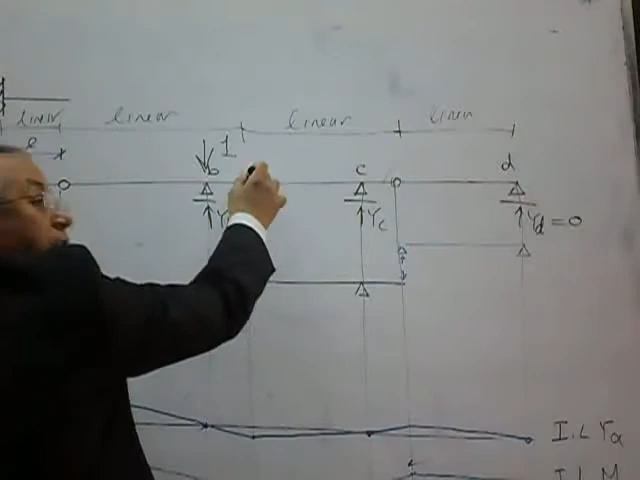 linear linear linear linear
l
1
b c d
Y Yc Yd = 0
I.L Ya
I L M